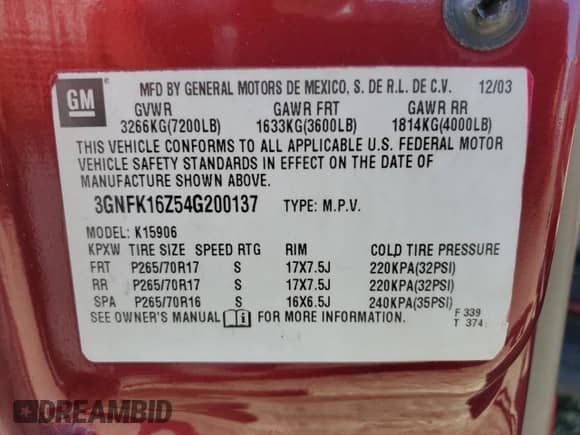 GM
MFD BY GENERAL MOTORS DE MEXICO, S. DE R.L. DE C.V. 12/03
GVWR GAWR FRT GAWR RR
3266KG(7200LB) 1633KG(3600LB) 1814KG(4000LB)
THIS VEHICLE CONFORMS TO ALL APPLICABLE U.S. FEDERAL MOTOR
VEHICLE SAFETY STANDARDS IN EFFECT ON THE DATE OF
MANUFACTURE SHOWN ABOVE.
3GNFK16Z54G200137 TYPE: M.P.V.
MODEL: K15906
KPXW TIRE SIZE SPEED RTG RIM COLD TIRE PRESSURE
FRT P265/70R17 S 17X7.5J 220KPA(32PSI)
RR P265/70R17 S 17X7.5J 220KPA(32PSI)
SPA P265/70R16 S 16X6.5J 240KPA(35PSI)
SEE OWNER'S MANUAL FOR MORE INFORMATION. F 339
T 374
DREAMBID